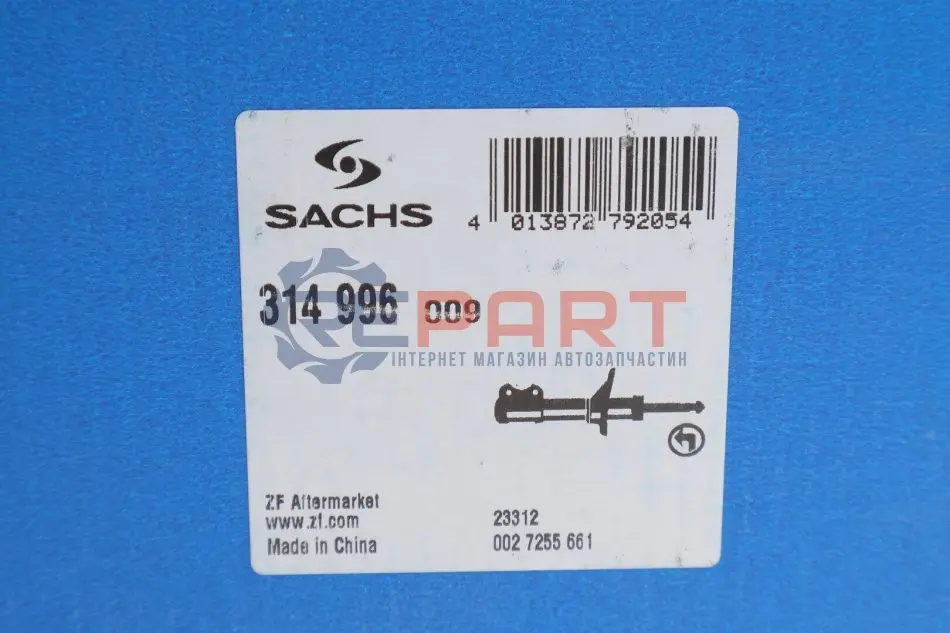 SACHS
4 013872 792054
314 996 009
REPART
ІНТЕРНЕТ МАГАЗИН АВТОЗАПЧАСТИН
ZF Aftermarket
www.zf.com
Made in China
23312
002 7255 661